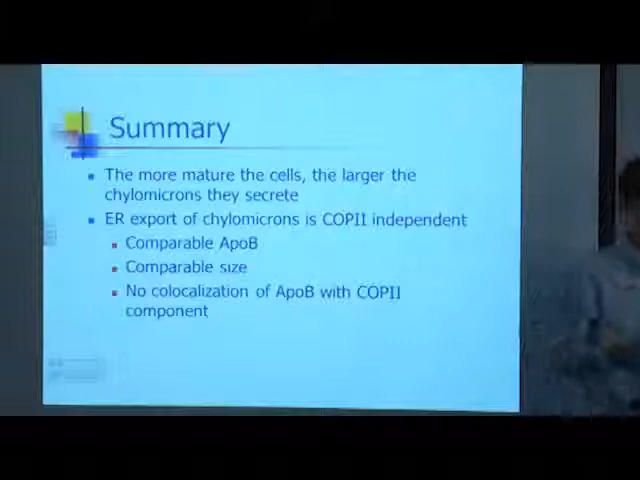 Summary
The more mature the cells, the larger the
chylomicrons they secrete
ER export of chylomicrons is COPII independent
Comparable ApoB
Comparable size
No colocalization of ApoB with COPII
component